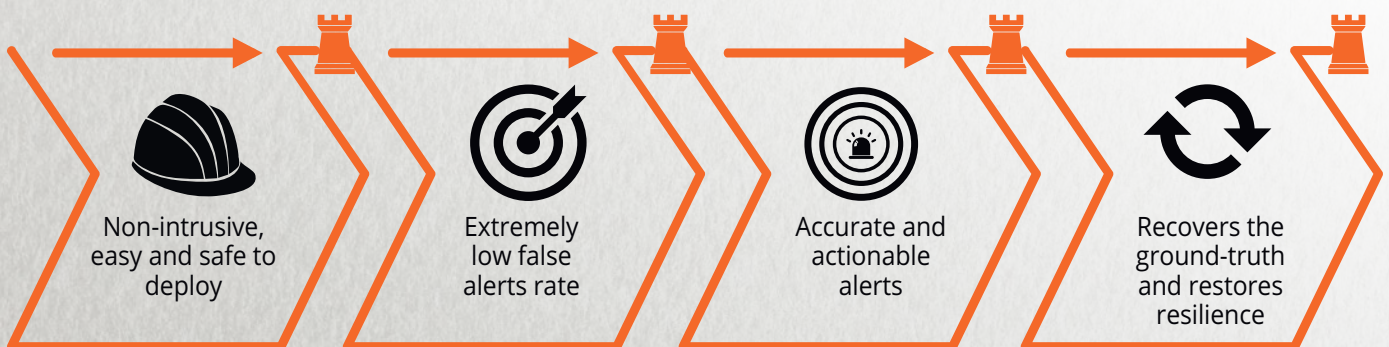 Non-intrusive,
easy and safe to
deploy
Extremely
low false
alerts rate
Accurate and
actionable
alerts
Recovers the
ground-truth
and restores
resilience